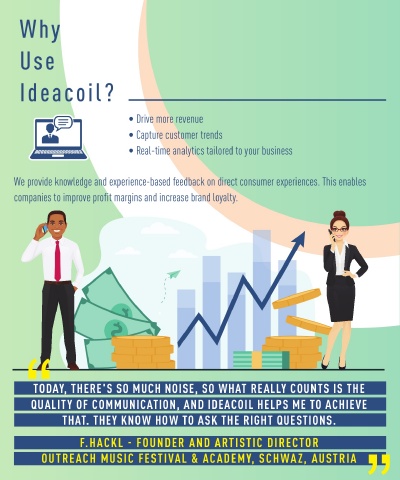 Why
Use
Ideacoil?
• Drive more revenue
• Capture customer trends
• Real-time analytics tailored to your business
We provide knowledge and experience-based feedback on direct consumer experiences. This enables
companies to improve profit margins and increase brand loyalty.
“
TODAY, THERE'S SO MUCH NOISE, SO WHAT REALLY COUNTS IS THE
QUALITY OF COMMUNICATION, AND IDEACOIL HELPS ME TO ACHIEVE
THAT. THEY KNOW HOW TO ASK THE RIGHT QUESTIONS.
F.HACKL - FOUNDER AND ARTISTIC DIRECTOR
OUTREACH MUSIC FESTIVAL & ACADEMY, SCHWAZ, AUSTRIA
”